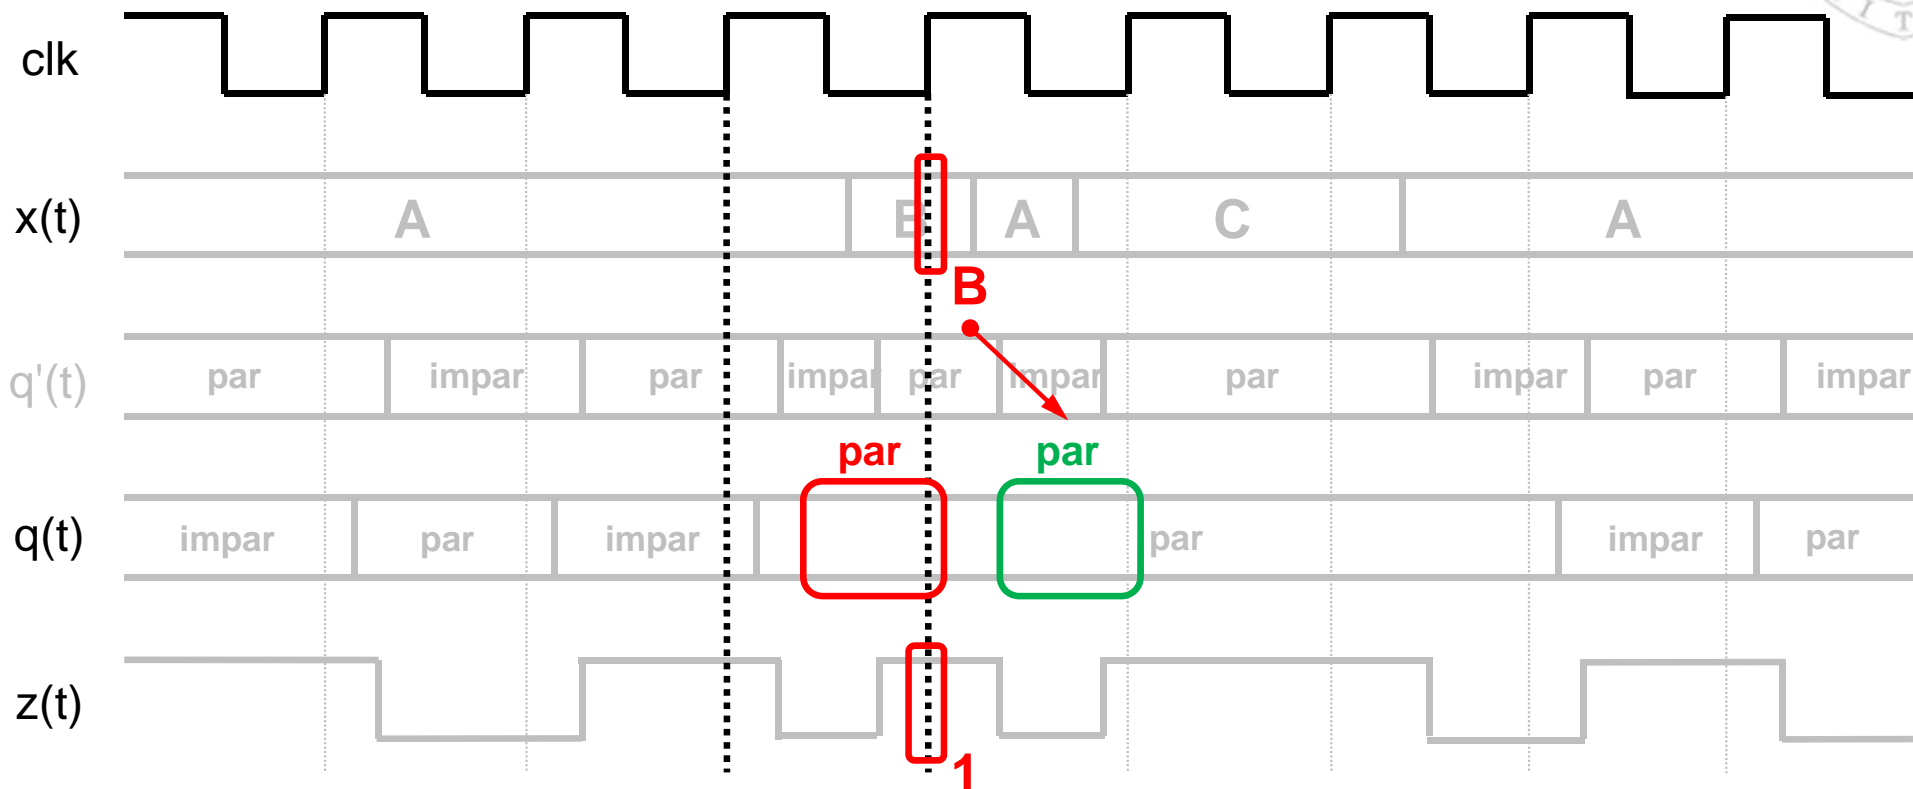 clk
x(t) A B A C A
B
q'(t) par impar par impar par impar par impar par impar
par par
q(t) impar par impar par impar par
z(t)
1
I T